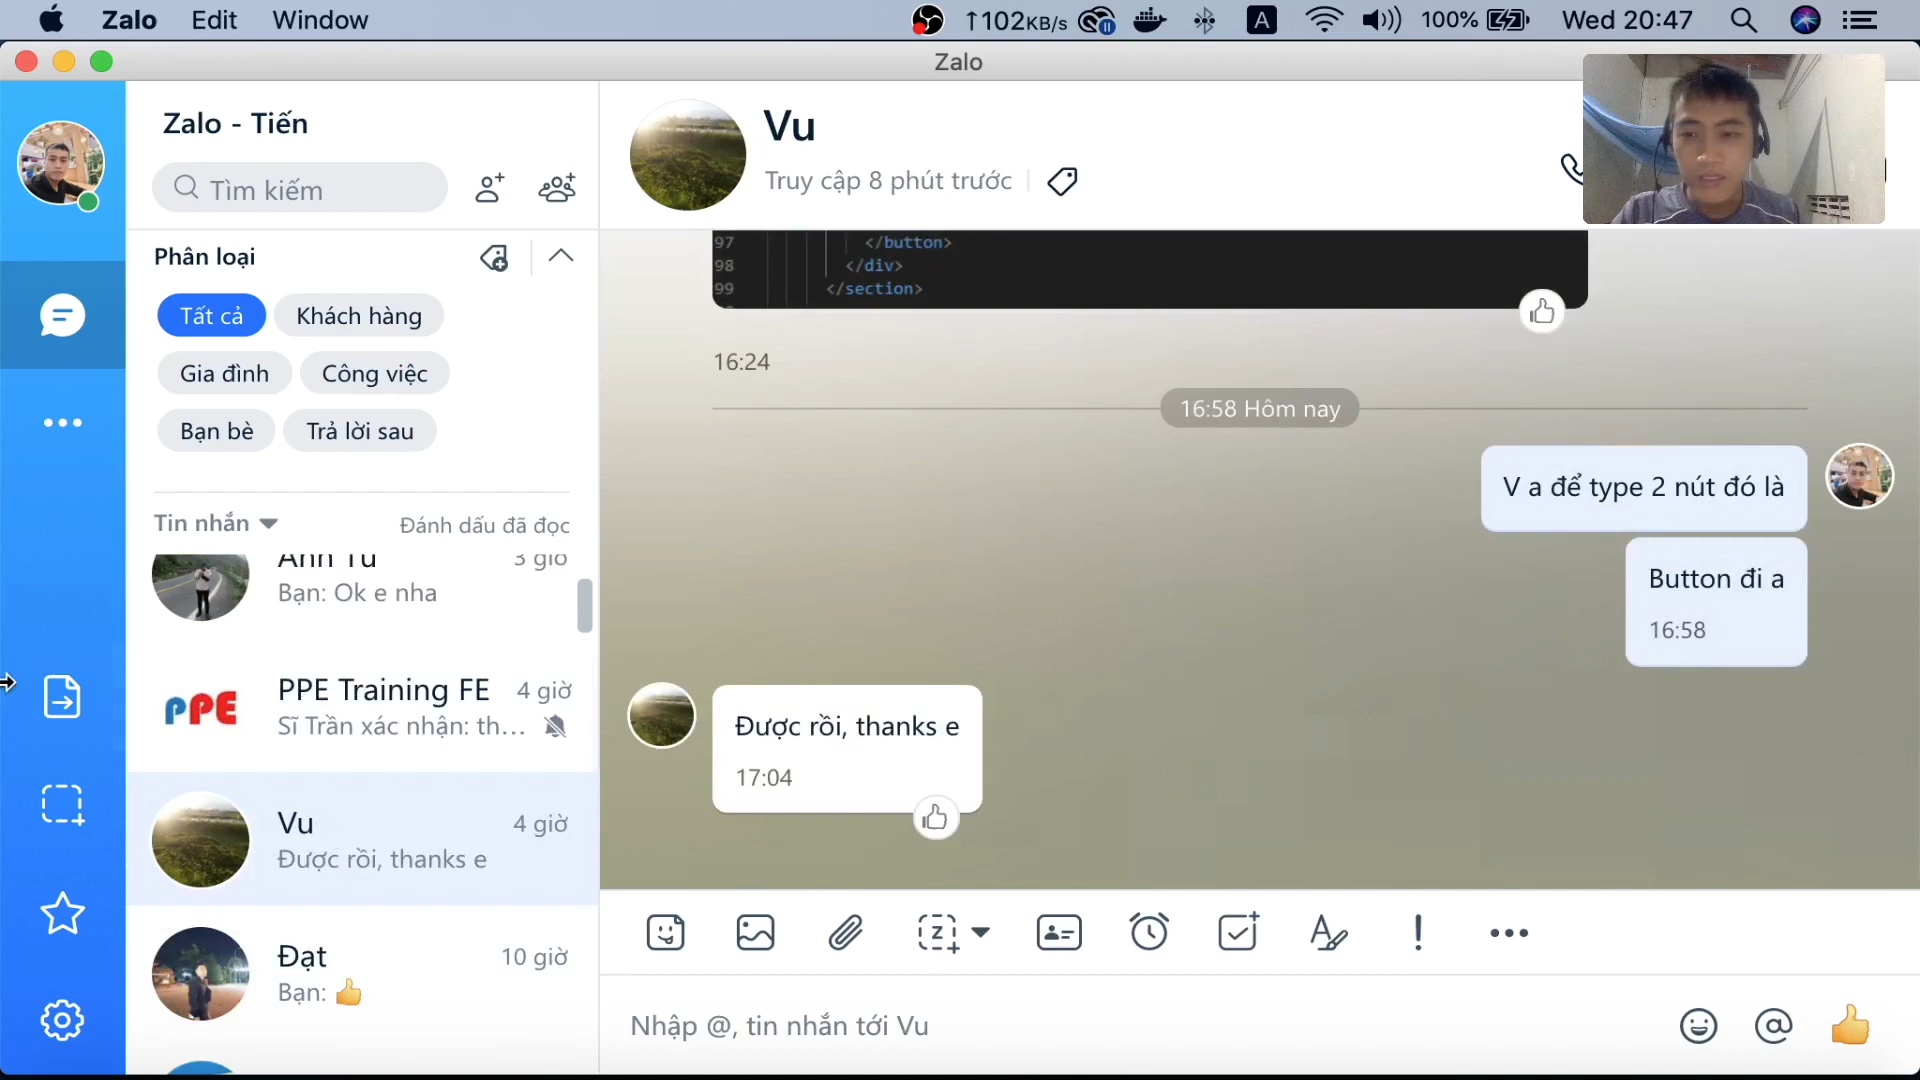 Zalo Edit Window
↑102KB/s A 100% Wed 20:47
Zalo
Zalo - Tiến
Tìm kiếm
Phân loại
Tất cả Khách hàng
Gia đình Công việc
Bạn bè Trả lời sau
Tin nhắn Đánh dấu đã đọc
Anh Tú 3 giờ
Bạn: Ok e nha
PPE
PPE Training FE 4 giờ
Sĩ Trần xác nhận: th...
Vu 4 giờ
Được rồi, thanks e
Đạt 10 giờ
Bạn: 👍
Vu
Truy cập 8 phút trước
97 </button>
98 </div>
99 </section>
16:24
16:58 Hôm nay
V a để type 2 nút đó là
Button đi a
16:58
Được rồi, thanks e
17:04
Nhập @, tin nhắn tới Vu